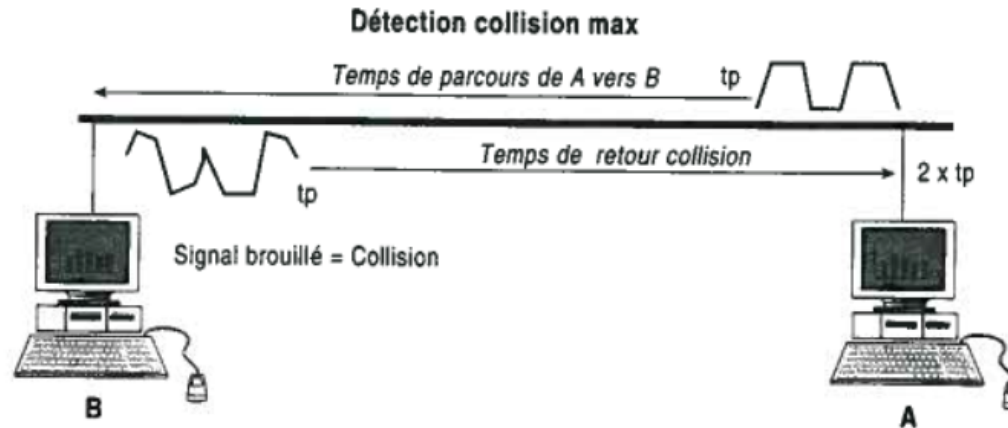 Détection collision max
Temps de parcours de A vers B tp
Temps de retour collision
tp
2 x tp
Signal brouillé = Collision
B
A